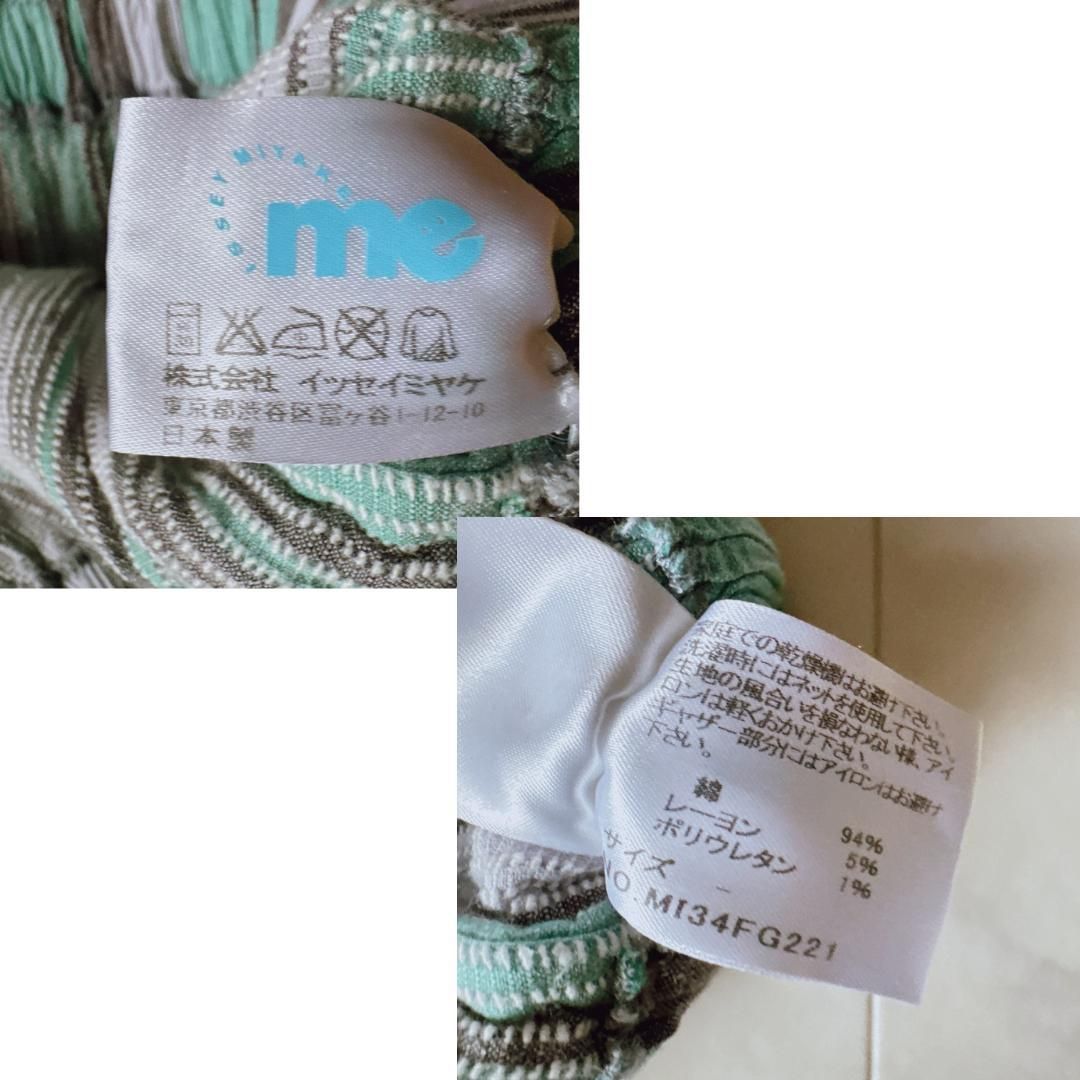 ISSEY MIYAKE
me
株式会社 イッセイミヤケ
東京都渋谷区富ヶ谷1-12-10
日本製
家庭での乾燥機はお避け下さい。
洗濯時にはネットを使用して下さい。
生地の風合いを損なわない様、アイ
ロンは軽くおかけ下さい。
ギャザー部分にはアイロンはお避け
下さい。
綿 94%
レーヨン 5%
ポリウレタン 1%
サイズ -
NO.MI34FG221